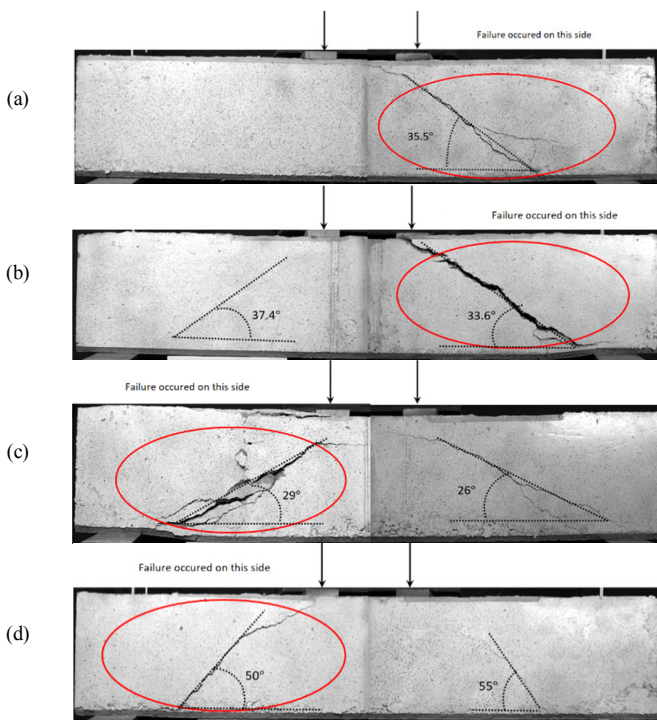 Failure occured on this side
(a)
35.5°
Failure occured on this side
(b)
37.4°
33.6°
Failure occured on this side
(c)
29°
26°
Failure occured on this side
(d)
50°
55°